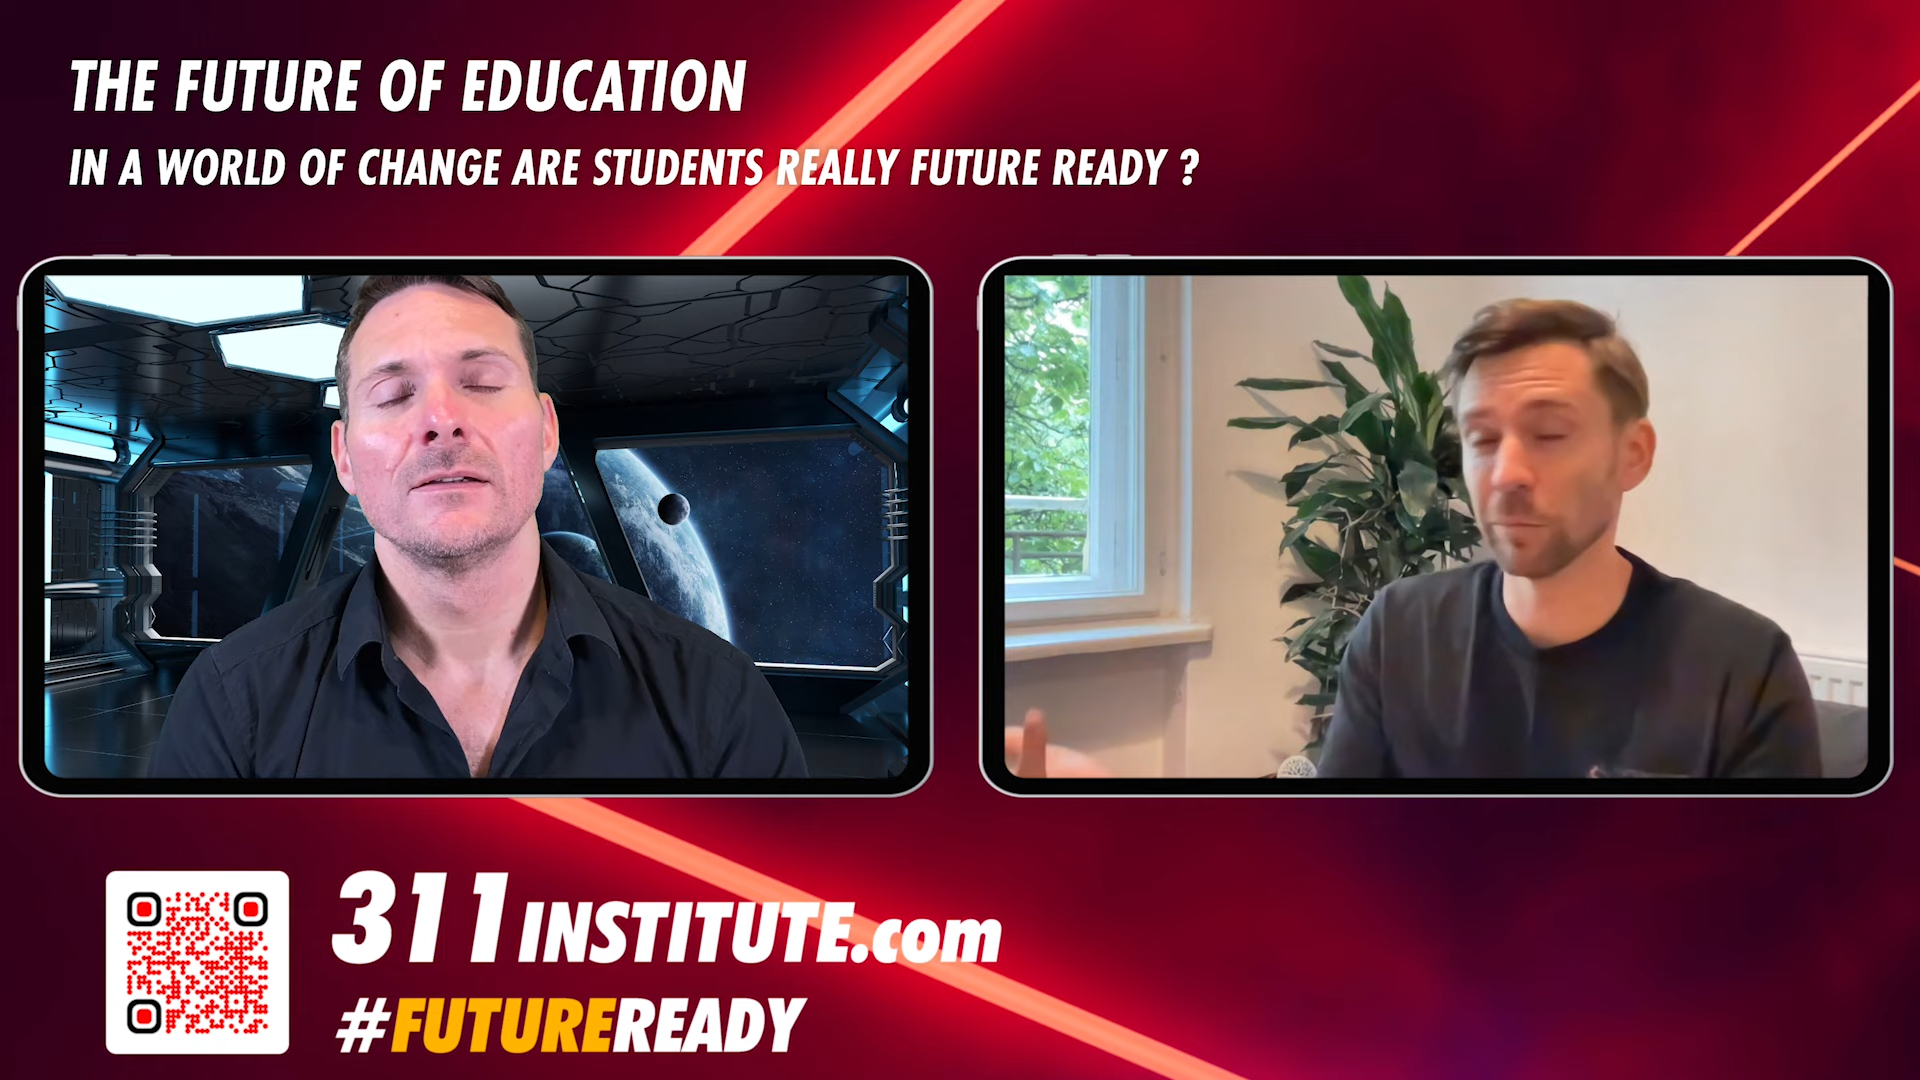 THE FUTURE OF EDUCATION
IN A WORLD OF CHANGE ARE STUDENTS REALLY FUTURE READY ?
311INSTITUTE.com
#FUTUREREADY